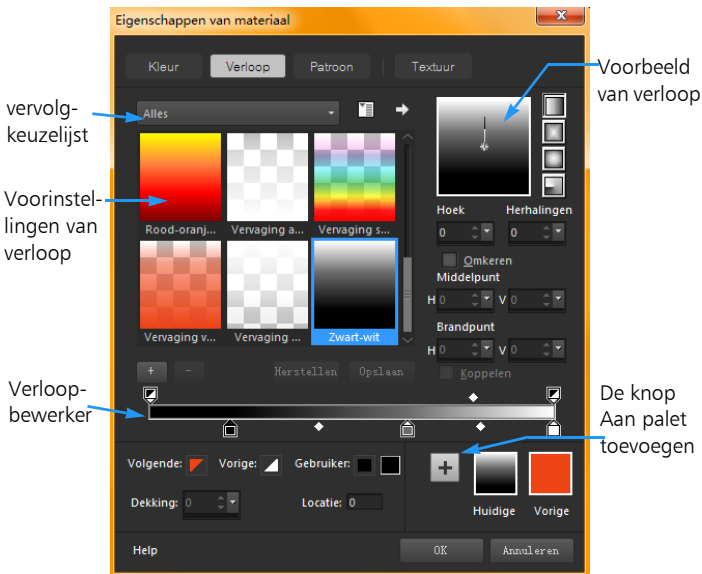 Eigenschappen van materiaal
Kleur
Verloop
Patroon
Textuur
Voorbeeld
van verloop
vervolg-
keuzelijst
Alles
Voorinstel-
lingen van
verloop
Rood-oranj...
Vervaging a...
Vervaging s...
Hoek
Herhalingen
0
0
Omkeren
Middelpunt
H 0
V 0
Vervaging v...
Vervaging ...
Zwart-wit
Brandpunt
H 0
V 0
Koppelen
+
-
Herstellen
Opslaan
Verloop-
bewerker
De knop
Aan palet
toevoegen
Volgende:
Vorige:
Gebruiker:
Dekking: 0
Locatie: 0
Huidige
Vorige
Help
OK
Annuleren